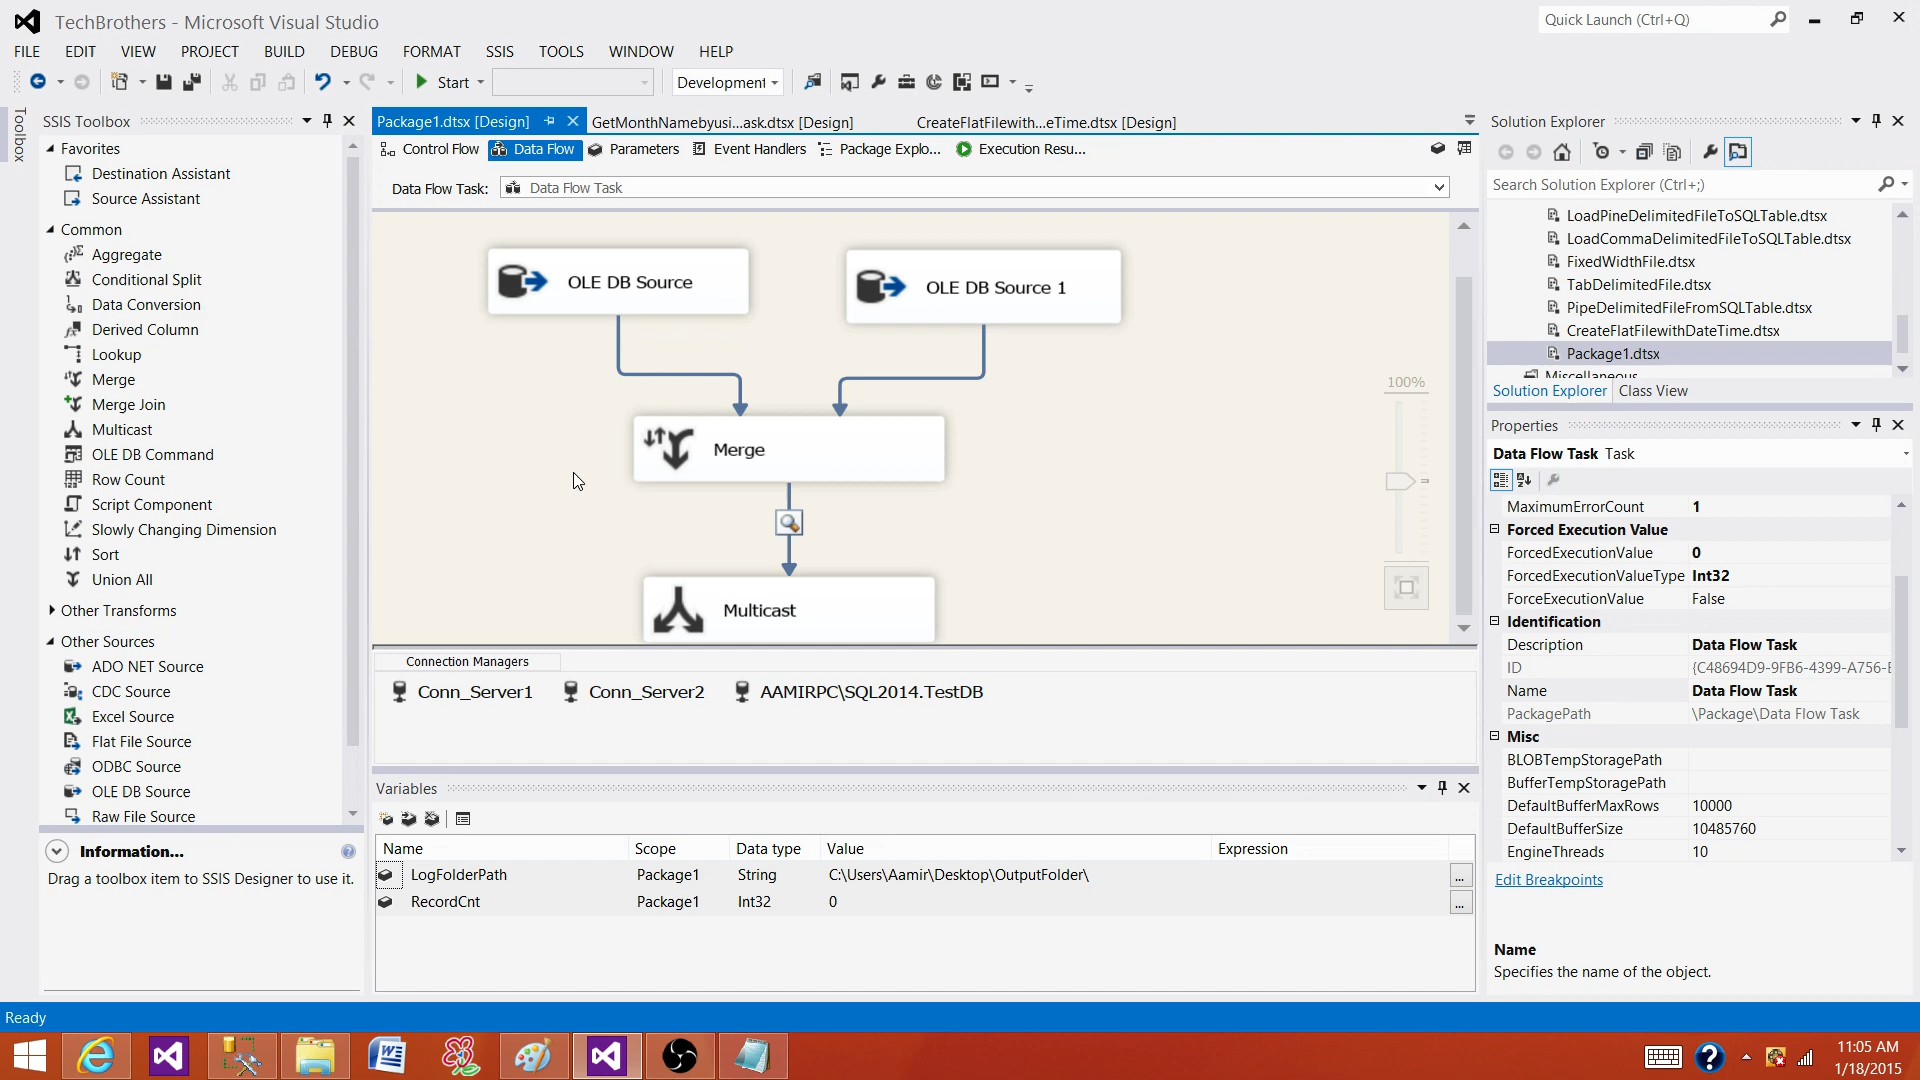 TechBrothers - Microsoft Visual Studio
Quick Launch (Ctrl+Q)
FILE EDIT VIEW PROJECT BUILD DEBUG FORMAT SSIS TOOLS WINDOW HELP
Start
Development
Toolbox
SSIS Toolbox
Favorites
Destination Assistant
Source Assistant
Common
Aggregate
Conditional Split
Data Conversion
Derived Column
Lookup
Merge
Merge Join
Multicast
OLE DB Command
Row Count
Script Component
Slowly Changing Dimension
Sort
Union All
Other Transforms
Other Sources
ADO NET Source
CDC Source
Excel Source
Flat File Source
ODBC Source
OLE DB Source
Raw File Source
Information...
Drag a toolbox item to SSIS Designer to use it.
Package1.dtsx [Design] GetMonthNamebyusi...ask.dtsx [Design] CreateFlatFilewith...eTime.dtsx [Design]
Control Flow Data Flow Parameters Event Handlers Package Explo... Execution Resu...
Data Flow Task: Data Flow Task
OLE DB Source
OLE DB Source 1
Merge
Multicast
100%
Connection Managers
Conn_Server1 Conn_Server2 AAMIRPC\SQL2014.TestDB
Variables
Name Scope Data type Value Expression
LogFolderPath Package1 String C:\Users\Aamir\Desktop\OutputFolder\ ...
RecordCnt Package1 Int32 0 ...
Solution Explorer
Search Solution Explorer (Ctrl+;)
LoadPineDelimitedFileToSQLTable.dtsx
LoadCommaDelimitedFileToSQLTable.dtsx
FixedWidthFile.dtsx
TabDelimitedFile.dtsx
PipeDelimitedFileFromSQLTable.dtsx
CreateFlatFilewithDateTime.dtsx
Package1.dtsx
Miscellaneous
Solution Explorer Class View
Properties
Data Flow Task Task
MaximumErrorCount 1
Forced Execution Value
ForcedExecutionValue 0
ForcedExecutionValueType Int32
ForceExecutionValue False
Identification
Description Data Flow Task
ID {C48694D9-9FB6-4399-A756-E
Name Data Flow Task
PackagePath \Package\Data Flow Task
Misc
BLOBTempStoragePath
BufferTempStoragePath
DefaultBufferMaxRows 10000
DefaultBufferSize 10485760
EngineThreads 10
Edit Breakpoints
Name
Specifies the name of the object.
Ready
11:05 AM
1/18/2015